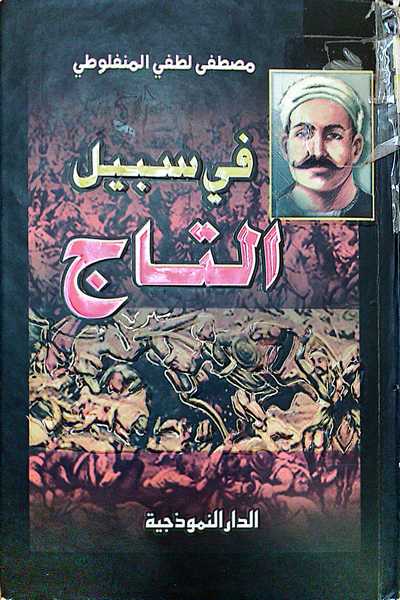 مصطفى لطفي المنفلوطي
في سبيل
التاج
الدار النموذجية